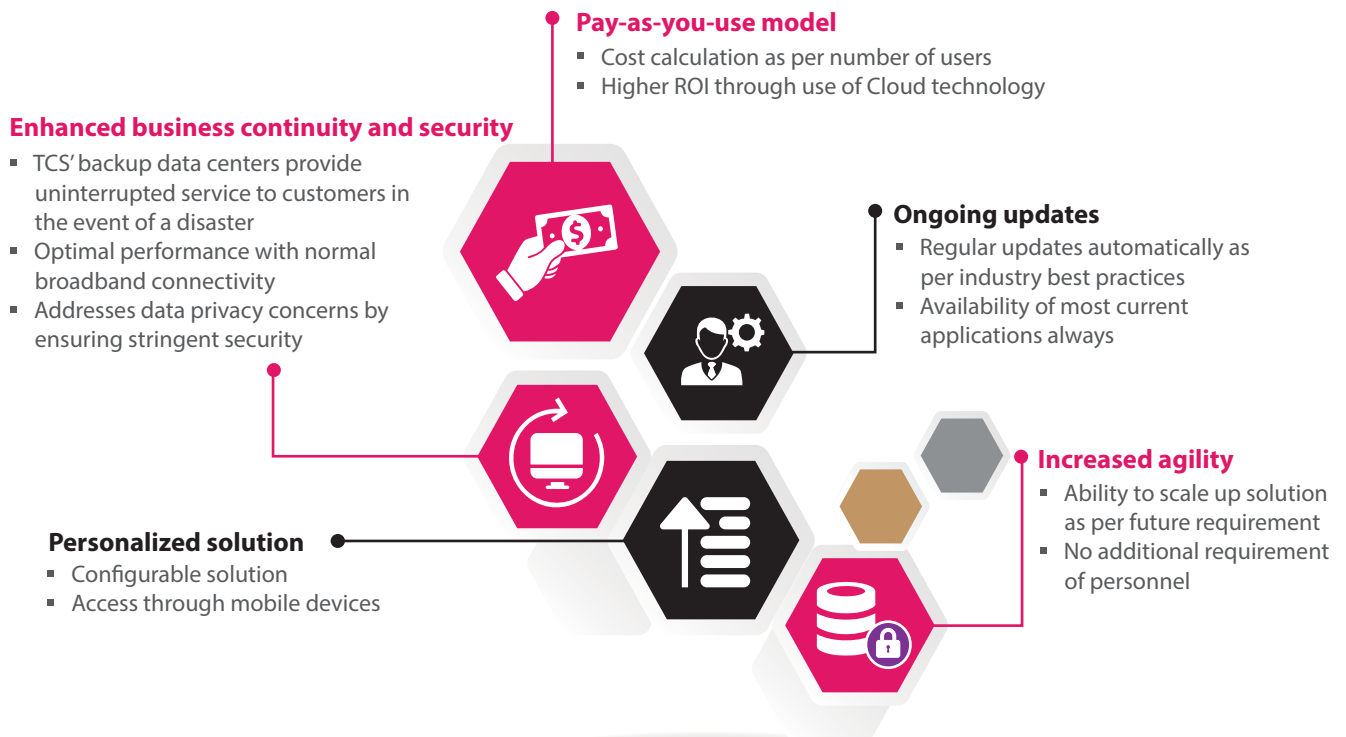 Pay-as-you-use model
▪ Cost calculation as per number of users
▪ Higher ROI through use of Cloud technology
Enhanced business continuity and security
▪ TCS' backup data centers provide
uninterrupted service to customers in
the event of a disaster
▪ Optimal performance with normal
broadband connectivity
▪ Addresses data privacy concerns by
ensuring stringent security
Ongoing updates
▪ Regular updates automatically as
per industry best practices
▪ Availability of most current
applications always
Personalized solution
▪ Configurable solution
▪ Access through mobile devices
Increased agility
▪ Ability to scale up solution
as per future requirement
▪ No additional requirement
of personnel
$